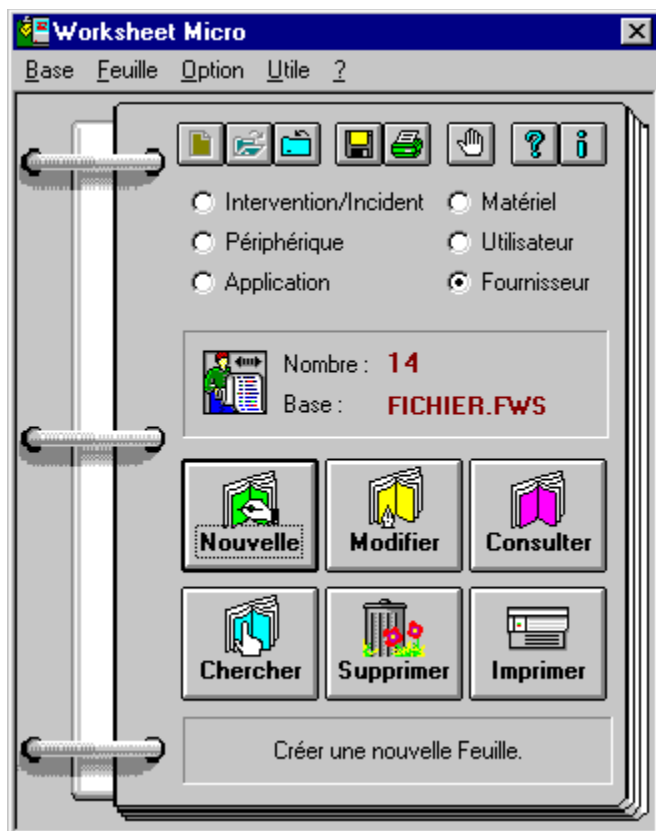 Worksheet Micro
Base Feuille Option Utile ?
Intervention/Incident Matériel
Périphérique Utilisateur
Application Fournisseur
Nombre : 14
Base : FICHIER.FWS
Nouvelle Modifier Consulter
Chercher Supprimer Imprimer
Créer une nouvelle Feuille.